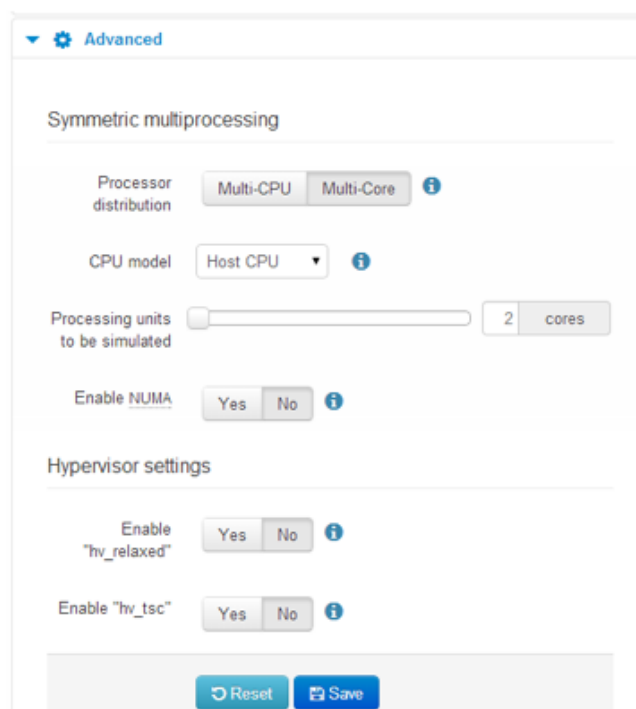 Advanced
Symmetric multiprocessing
Processor
distribution
Multi-CPU Multi-Core
CPU model Host CPU
Processing units
to be simulated
2 cores
Enable NUMA Yes No
Hypervisor settings
Enable
"hv_relaxed"
Yes No
Enable "hv_tsc" Yes No
Reset Save